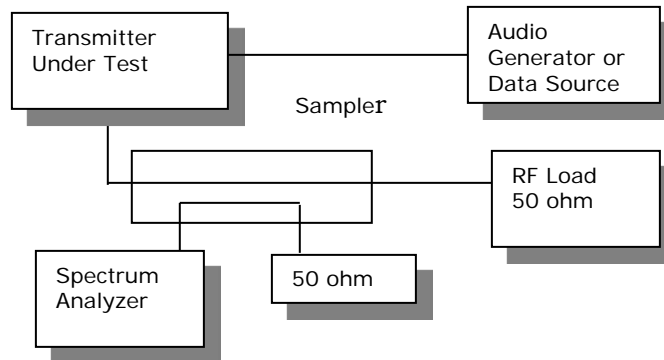 Transmitter
Under Test
Audio
Generator or
Data Source
Sampler
RF Load
50 ohm
Spectrum
Analyzer
50 ohm